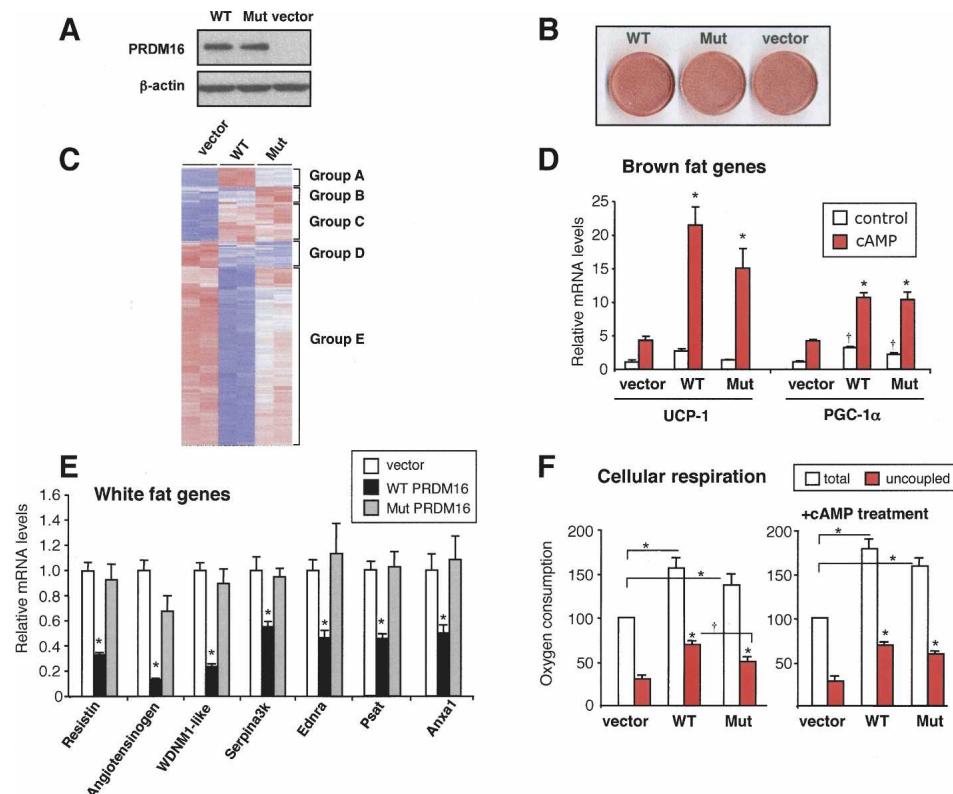 A
WT Mut vector
PRDM16
β-actin
B
WT Mut vector
C
vector
WT
Mut
Group A
Group B
Group C
Group D
Group E
D
Brown fat genes
control
cAMP
Relative mRNA levels
25
20
15
10
5
0
*
*
*
*
†
†
vector WT Mut vector WT Mut
UCP-1 PGC-1α
E
White fat genes
vector
WT PRDM16
Mut PRDM16
Relative mRNA levels
1.6
1.4
1.2
1.0
0.8
0.6
0.4
0.2
0
* * * * * * *
Resistin
Angiotensinogen
WDNM1-like
Serpina3k
Ednra
Psat
Anxa1
F
Cellular respiration
total uncoupled
+cAMP treatment
Oxygen consumption
200
150
100
50
0
*
*
†
*
*
vector WT Mut
200
150
100
50
*
*
*
*
vector WT Mut